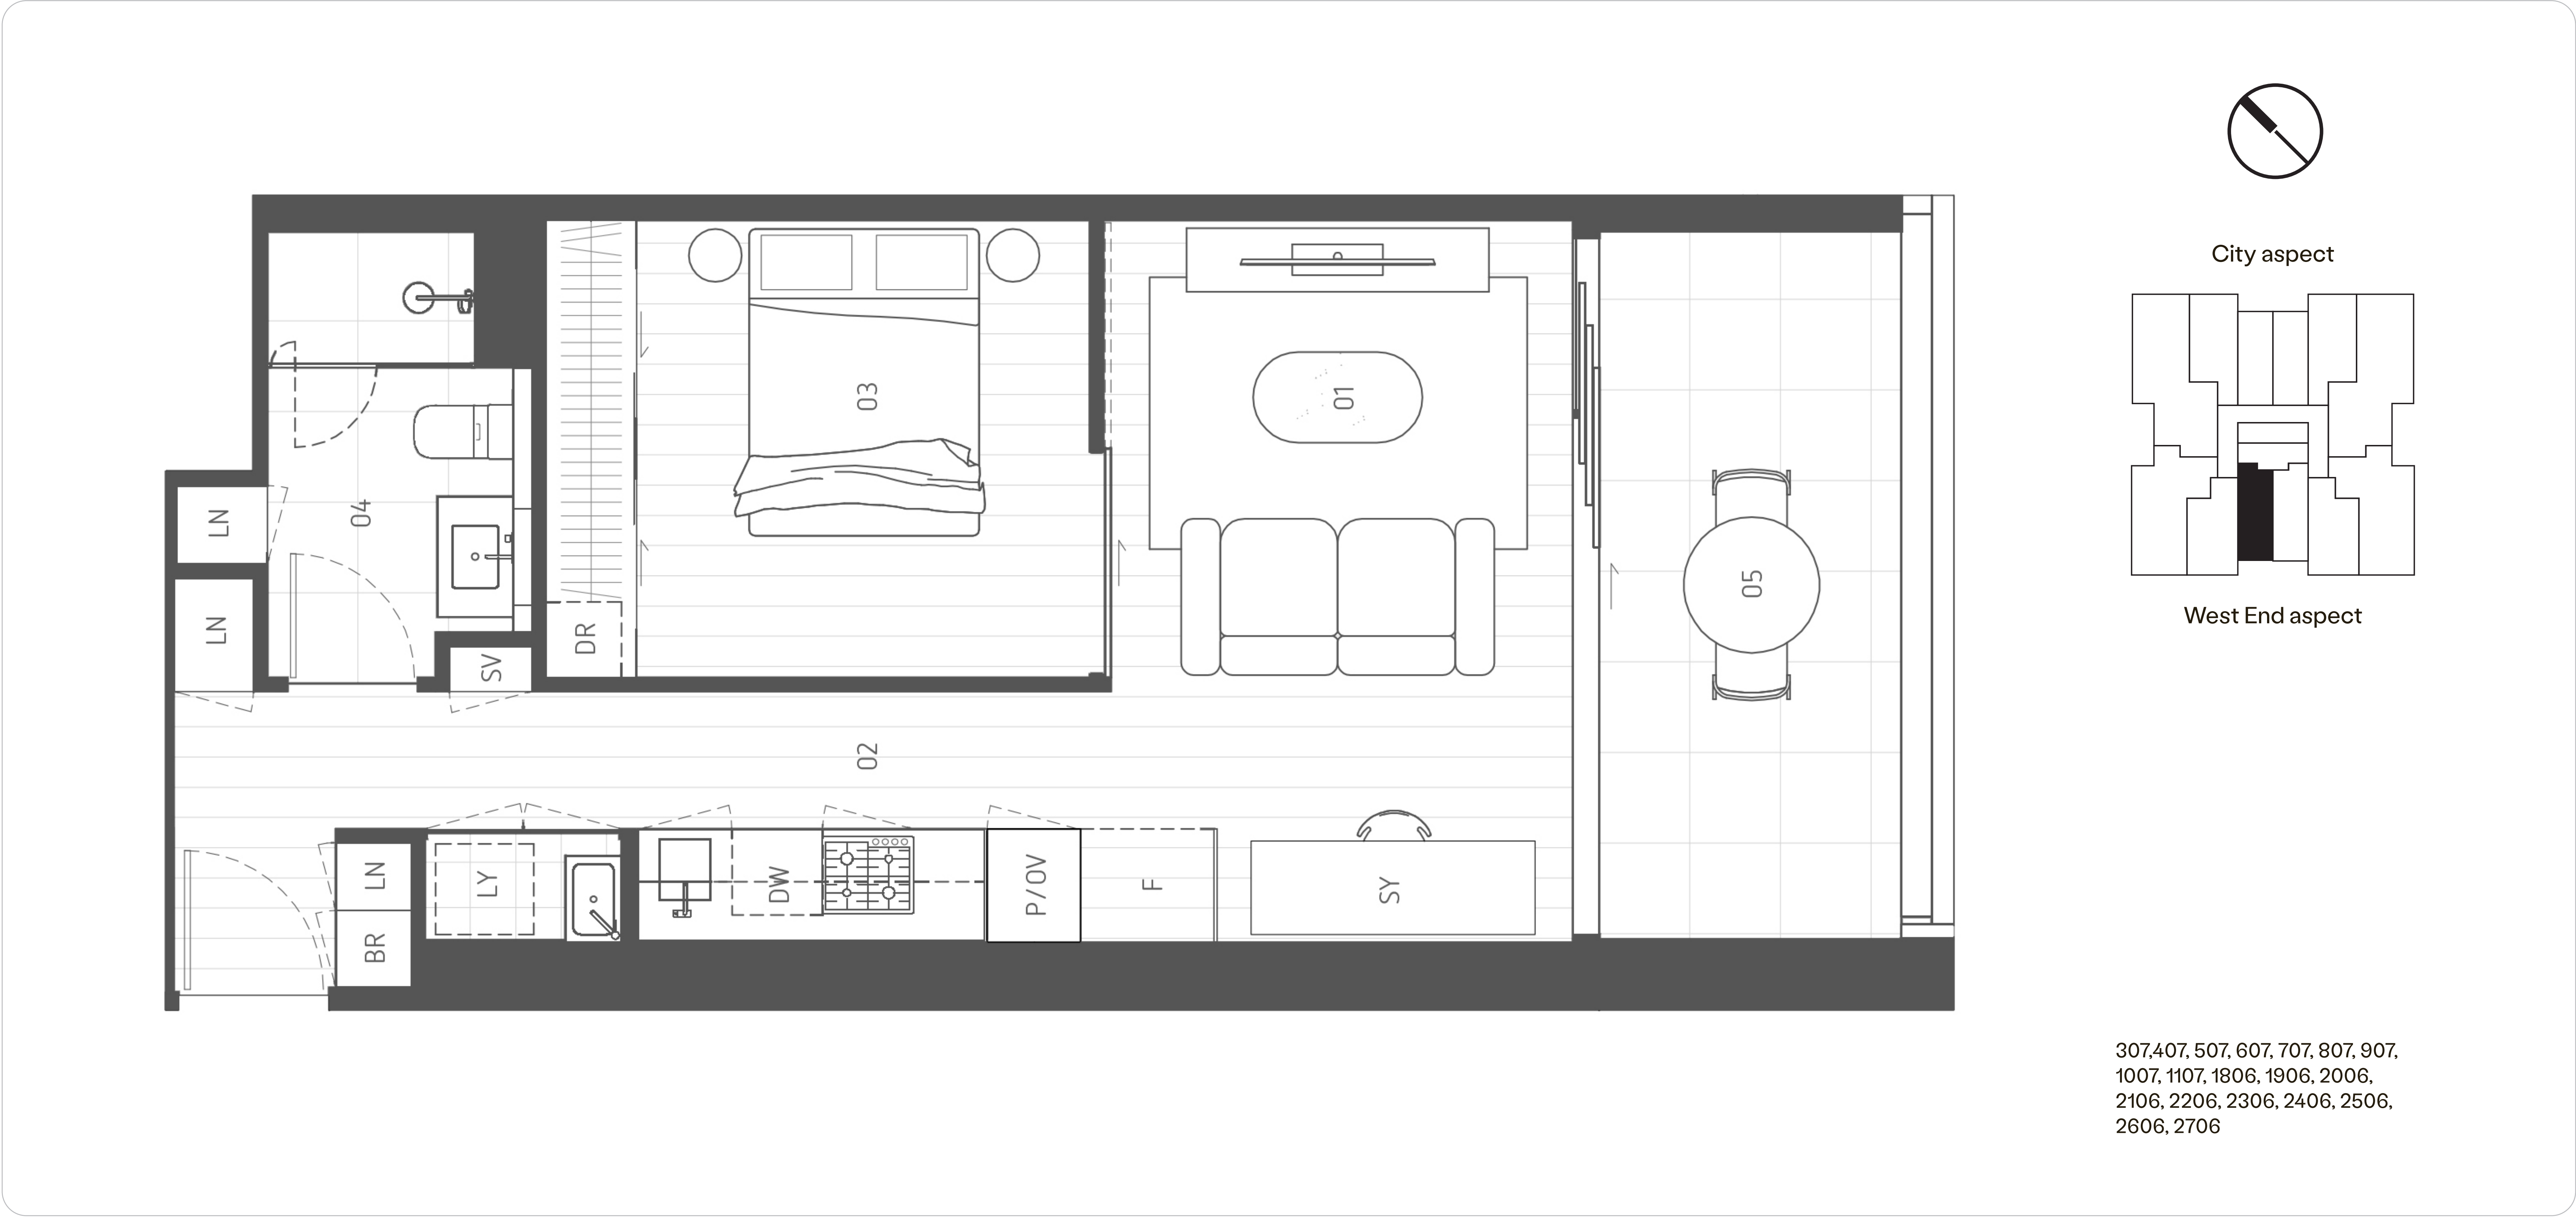 City aspect
West End aspect
03
01
LN
04
05
LN
DR
SV
02
LN
LY
DW
P/OV
F
SY
BR
307,407, 507, 607, 707, 807, 907,
1007, 1107, 1806, 1906, 2006,
2106, 2206, 2306, 2406, 2506,
2606, 2706